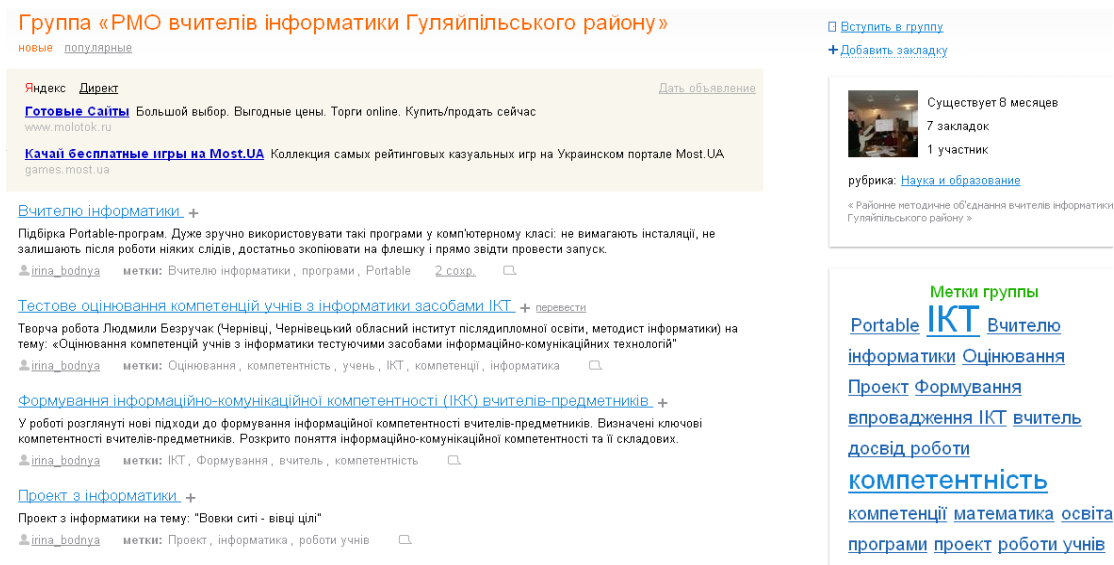 Группа «РМО вчителів інформатики Гуляйпільського району»
новые популярные
Яндекс Директ Дать объявление
Готовые Сайты Большой выбор. Выгодные цены. Торги online. Купить/продать сейчас
www.molotok.ru
Качай бесплатные игры на Most.UA Коллекция самых рейтинговых казуальных игр на Украинском портале Most.UA
games.most.ua
Вчителю інформатики +
Підбірка Portable-програм. Дуже зручно використовувати такі програми у комп'ютерному класі: не вимагають інсталяції, не
залишають після роботи ніяких слідів, достатньо зкопіювати на флешку і прямо звідти провести запуск.
irina_bodnya метки: Вчителю інформатики, програми, Portable 2 сохр.
Тестове оцінювання компетенцій учнів з інформатики засобами ІКТ + перевести
Творча робота Людмили Безручак (Чернівці, Чернівецький обласний інститут післядипломної освіти, методист інформатики) на
тему: «Оцінювання компетенцій учнів з інформатики тестуючими засобами інформаційно-комунікаційних технологій"
irina_bodnya метки: Оцінювання, компетентність, учень, ІКТ, компетенції, інформатика
Формування інформаційно-комунікаційної компетентності (ІКК) вчителів-предметників +
У роботі розглянуті нові підходи до формування інформаційної компетентності вчителів-предметників. Визначені ключові
компетентності вчителів-предметників. Розкрито поняття інформаційно-комунікаційної компетентності та її складових.
irina_bodnya метки: ІКТ, Формування, вчитель, компетентність
Проект з інформатики +
Проект з інформатики на тему: "Вовки ситі - вівці цілі"
irina_bodnya метки: Проект, інформатика, роботи учнів
Вступить в группу
+ Добавить закладку
Существует 8 месяцев
7 закладок
1 участник
рубрика: Наука и образование
« Районне методичне об'єднання вчителів інформатики
Гуляйпільського району »
Метки группы
Portable ІКТ Вчителю
інформатики Оцінювання
Проект Формування
впровадження ІКТ вчитель
досвід роботи
компетентність
компетенції математика освіта
програми проект роботи учнів